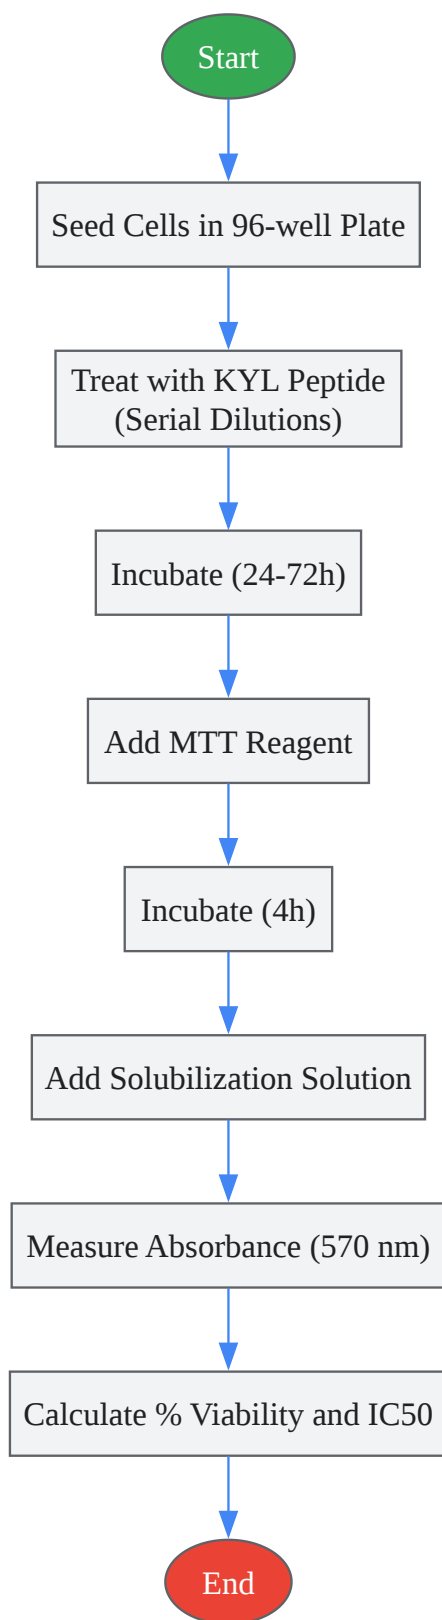 Start
Seed Cells in 96-well Plate
Treat with KYL Peptide
(Serial Dilutions)
Incubate (24-72h)
Add MTT Reagent
Incubate (4h)
Add Solubilization Solution
Measure Absorbance (570 nm)
Calculate % Viability and IC50
End